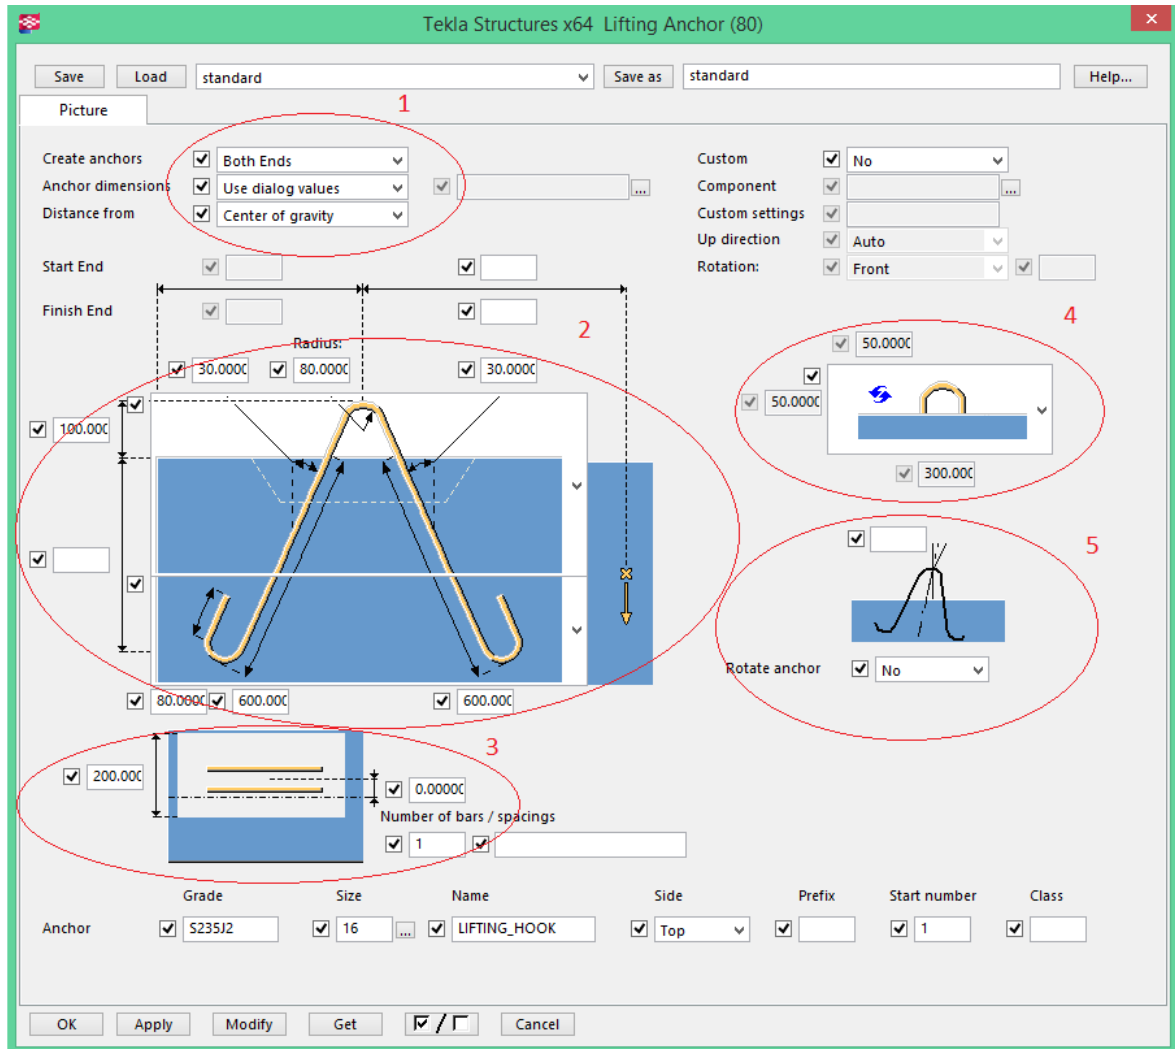 Tekla Structures x64 Lifting Anchor (80)
Save Load standard Save as standard Help...
Picture
1
Create anchors Both Ends Custom No
Anchor dimensions Use dialog values ... Component ...
Distance from Center of gravity Custom settings
Up direction Auto
Start End Rotation: Front
Finish End
2 4
Radius: 50.0000
30.0000 80.0000 30.0000
50.0000
100.000
300.000
5
Rotate anchor No
80.0000 600.000 600.000
3
200.000 0.00000
Number of bars / spacings
1
Grade Size Name Side Prefix Start number Class
Anchor S235J2 16 ... LIFTING_HOOK Top 1
OK Apply Modify Get / Cancel